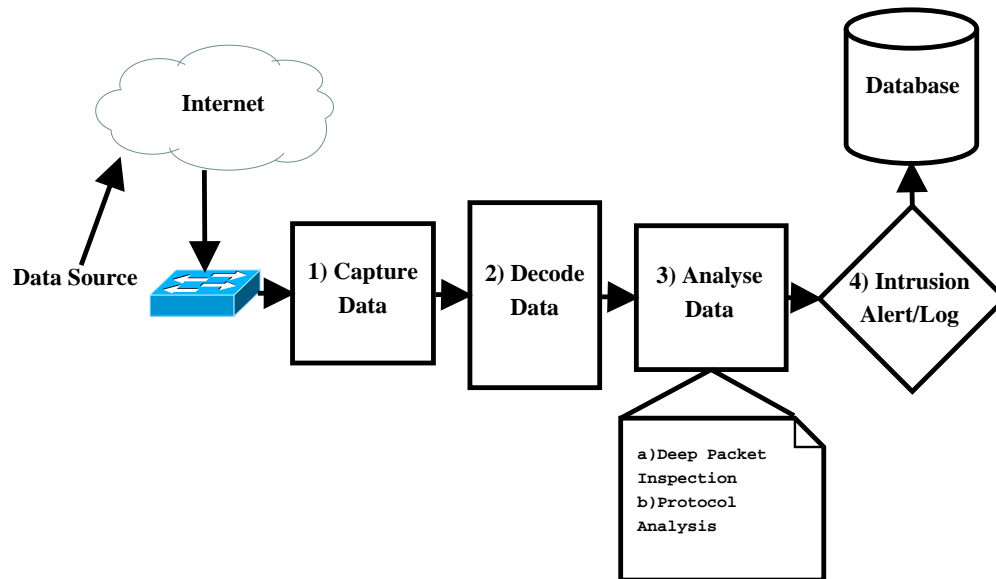 Internet
Database
Data Source
1) Capture
Data
2) Decode
Data
3) Analyse
Data
4) Intrusion
Alert/Log
a)Deep Packet
Inspection
b)Protocol
Analysis